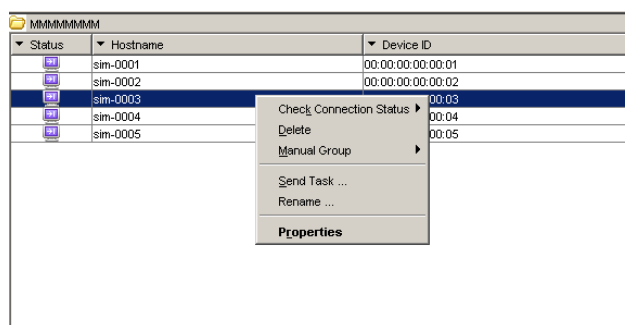 MMMMMMMM
Status Hostname Device ID
sim-0001 00:00:00:00:00:01
sim-0002 00:00:00:00:00:02
sim-0003 00:03
sim-0004 00:04
sim-0005 00:05
Check Connection Status
Delete
Manual Group
Send Task ...
Rename ...
Properties